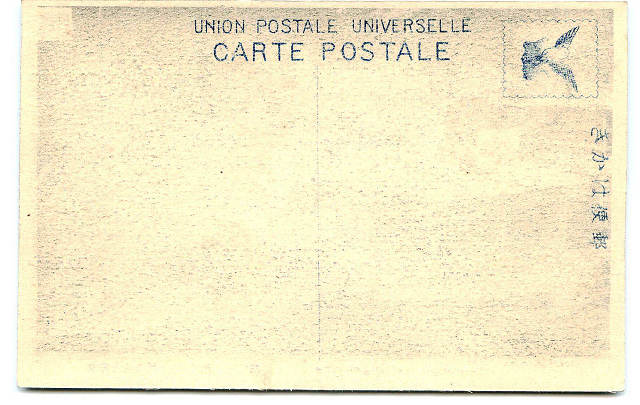 UNION POSTALE UNIVERSELLE
CARTE POSTALE
きかは便郵